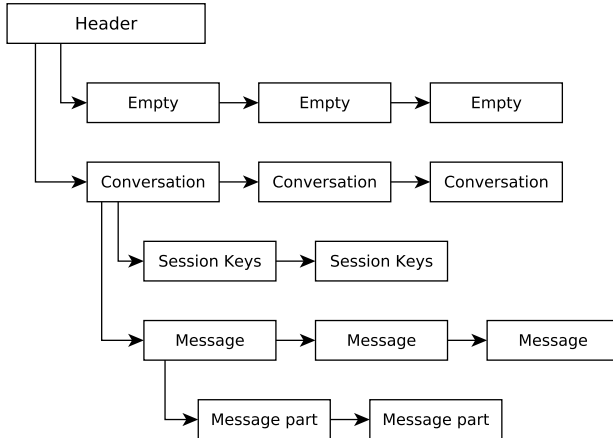 Header
Empty Empty Empty
Conversation Conversation Conversation
Session Keys Session Keys
Message Message Message
Message part Message part